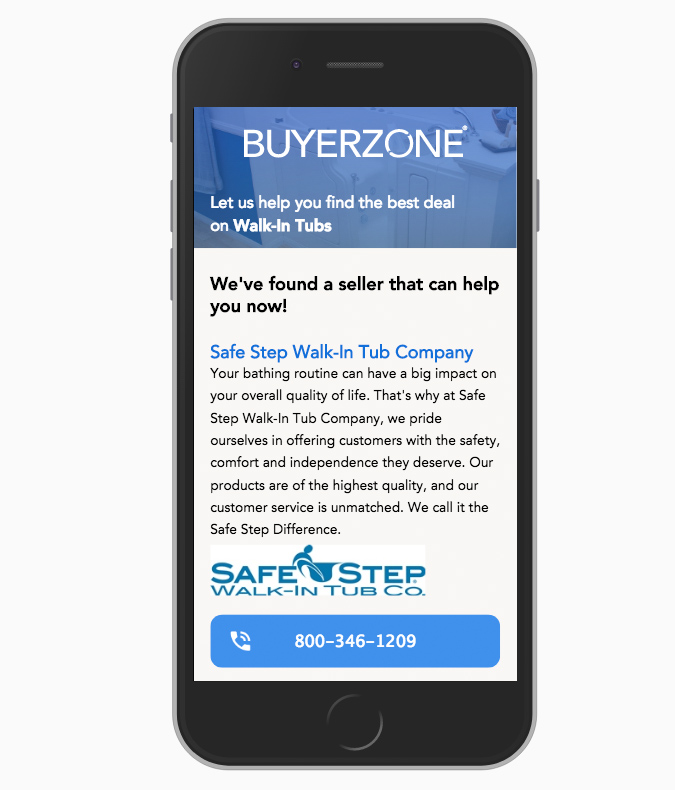 BUYERZONE®
Let us help you find the best deal
on Walk-In Tubs
We've found a seller that can help
you now!
Safe Step Walk-In Tub Company
Your bathing routine can have a big impact on
your overall quality of life. That's why at Safe
Step Walk-In Tub Company, we pride
ourselves in offering customers with the safety,
comfort and independence they deserve. Our
products are of the highest quality, and our
customer service is unmatched. We call it the
Safe Step Difference.
SAFE STEP®
WALK-IN TUB CO.
800-346-1209